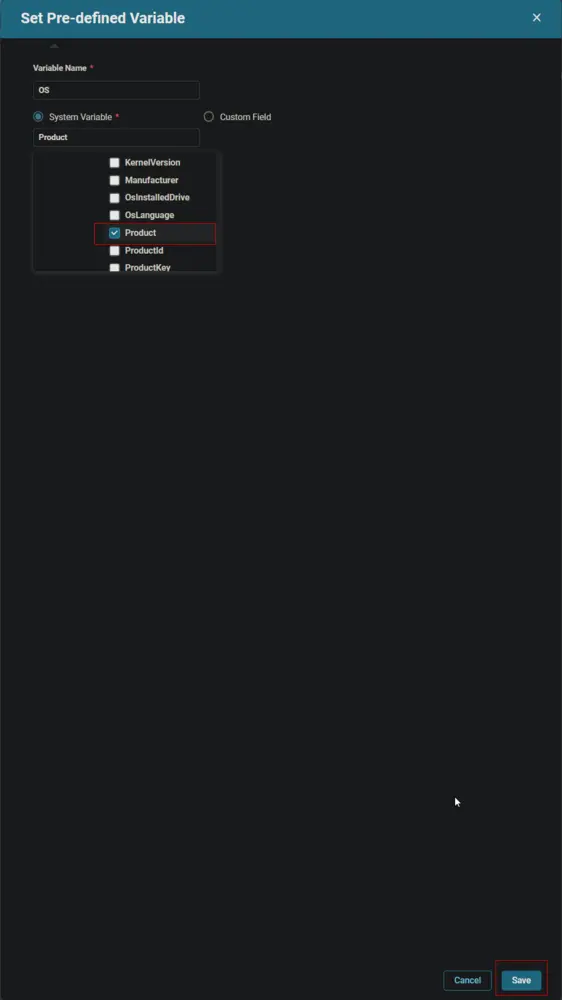 Set Pre-defined Variable
Variable Name *
OS
System Variable * Custom Field
Product
KernelVersion
Manufacturer
OsInstalledDrive
OsLanguage
Product
ProductId
ProductKey
Cancel Save